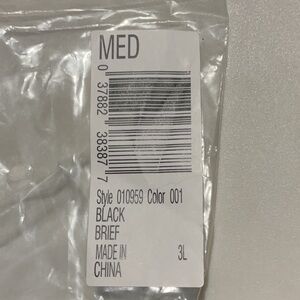 MED
0 37882 38387 7
Style 010959 Color 001
BLACK
BRIEF
MADE IN 3L
CHINA